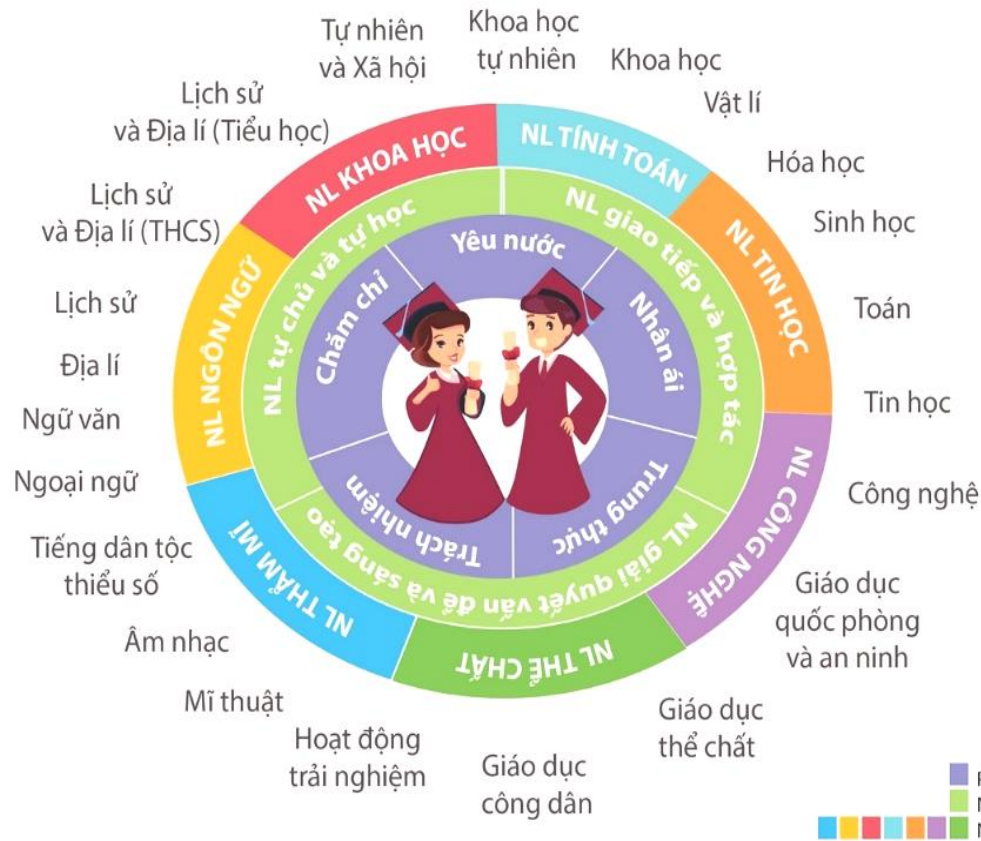 Tự nhiên
và Xã hội
Khoa học
tự nhiên
Khoa học
Vật lí
Hóa học
Sinh học
Toán
Tin học
Công nghệ
Giáo dục
quốc phòng
và an ninh
Giáo dục
thể chất
Giáo dục
công dân
Hoạt động
trải nghiệm
Mĩ thuật
Âm nhạc
Tiếng dân tộc
thiểu số
Ngoại ngữ
Ngữ văn
Địa lí
Lịch sử
Lịch sử
và Địa lí (THCS)
Lịch sử
và Địa lí (Tiểu học)
NL KHOA HỌC
NL TÍNH TOÁN
NL TIN HỌC
NL CÔNG NGHỆ
NL THỂ CHẤT
NL THẨM MĨ
NL NGÔN NGỮ
NL tự chủ và tự học
NL giao tiếp và hợp tác
NL giải quyết vấn đề và sáng tạo
Yêu nước
Nhân ái
Trung thực
Trách nhiệm
Chăm chỉ